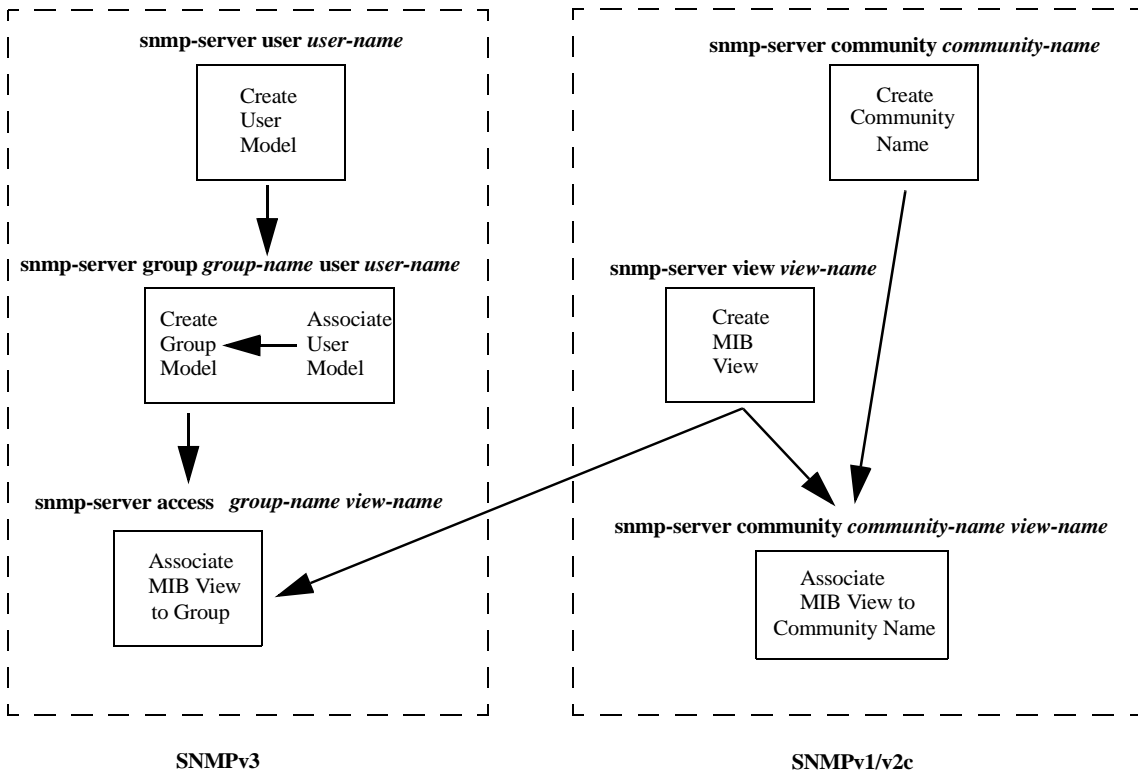 snmp-server user user-name
Create
User
Model
snmp-server group group-name user user-name
Create
Group
Model
Associate
User
Model
snmp-server access group-name view-name
Associate
MIB View
to Group
SNMPv3
snmp-server community community-name
Create
Community
Name
snmp-server view view-name
Create
MIB
View
snmp-server community community-name view-name
Associate
MIB View to
Community Name
SNMPv1/v2c